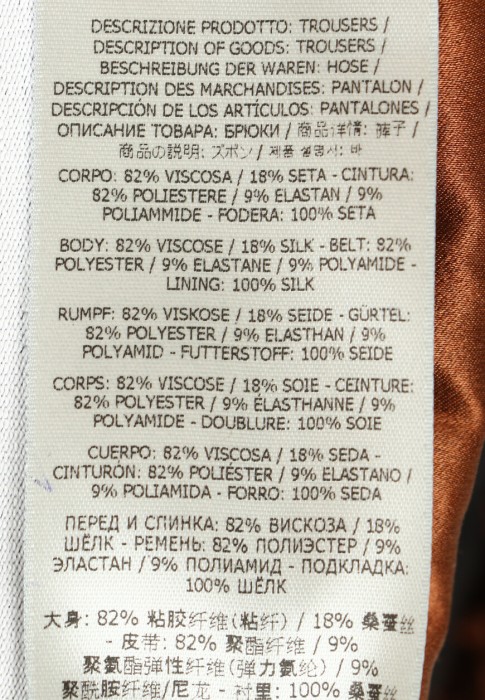 DESCRIZIONE PRODOTTO: TROUSERS /
DESCRIPTION OF GOODS: TROUSERS /
BESCHREIBUNG DER WAREN: HOSE /
DESCRIPTION DES MARCHANDISES: PANTALON /
DESCRIPCIÓN DE LOS ARTÍCULOS: PANTALONES /
ОПИСАНИЕ ТОВАРА: БРЮКИ / 商品详情: 裤子 /
商品の説明: ズボン / 제품 설명서: 바
CORPO: 82% VISCOSA / 18% SETA - CINTURA:
82% POLIESTERE / 9% ELASTAN / 9%
POLIAMMIDE - FODERA: 100% SETA
BODY: 82% VISCOSE / 18% SILK - BELT: 82%
POLYESTER / 9% ELASTANE / 9% POLYAMIDE -
LINING: 100% SILK
RUMPF: 82% VISKOSE / 18% SEIDE - GÜRTEL:
82% POLYESTER / 9% ELASTHAN / 9%
POLYAMID - FUTTERSTOFF: 100% SEIDE
CORPS: 82% VISCOSE / 18% SOIE - CEINTURE:
82% POLYESTER / 9% ÉLASTHANNE / 9%
POLYAMIDE - DOUBLURE: 100% SOIE
CUERPO: 82% VISCOSA / 18% SEDA -
CINTURÓN: 82% POLIÉSTER / 9% ELASTANO /
9% POLIAMIDA - FORRO: 100% SEDA
ПЕРЕД И СПИНКА: 82% ВИСКОЗА / 18%
ШЁЛК - РЕМЕНЬ: 82% ПОЛИЭСТЕР / 9%
ЭЛАСТАН / 9% ПОЛИАМИД - ПОДКЛАДКА:
100% ШЁЛК
大身: 82% 粘胶纤维(粘纤) / 18% 桑蚕丝
- 皮带: 82% 聚酯纤维 / 9%
聚氨酯弹性纤维(弹力氨纶) / 9%
聚酰胺纤维/尼龙 - 衬里: 100% 桑蚕丝